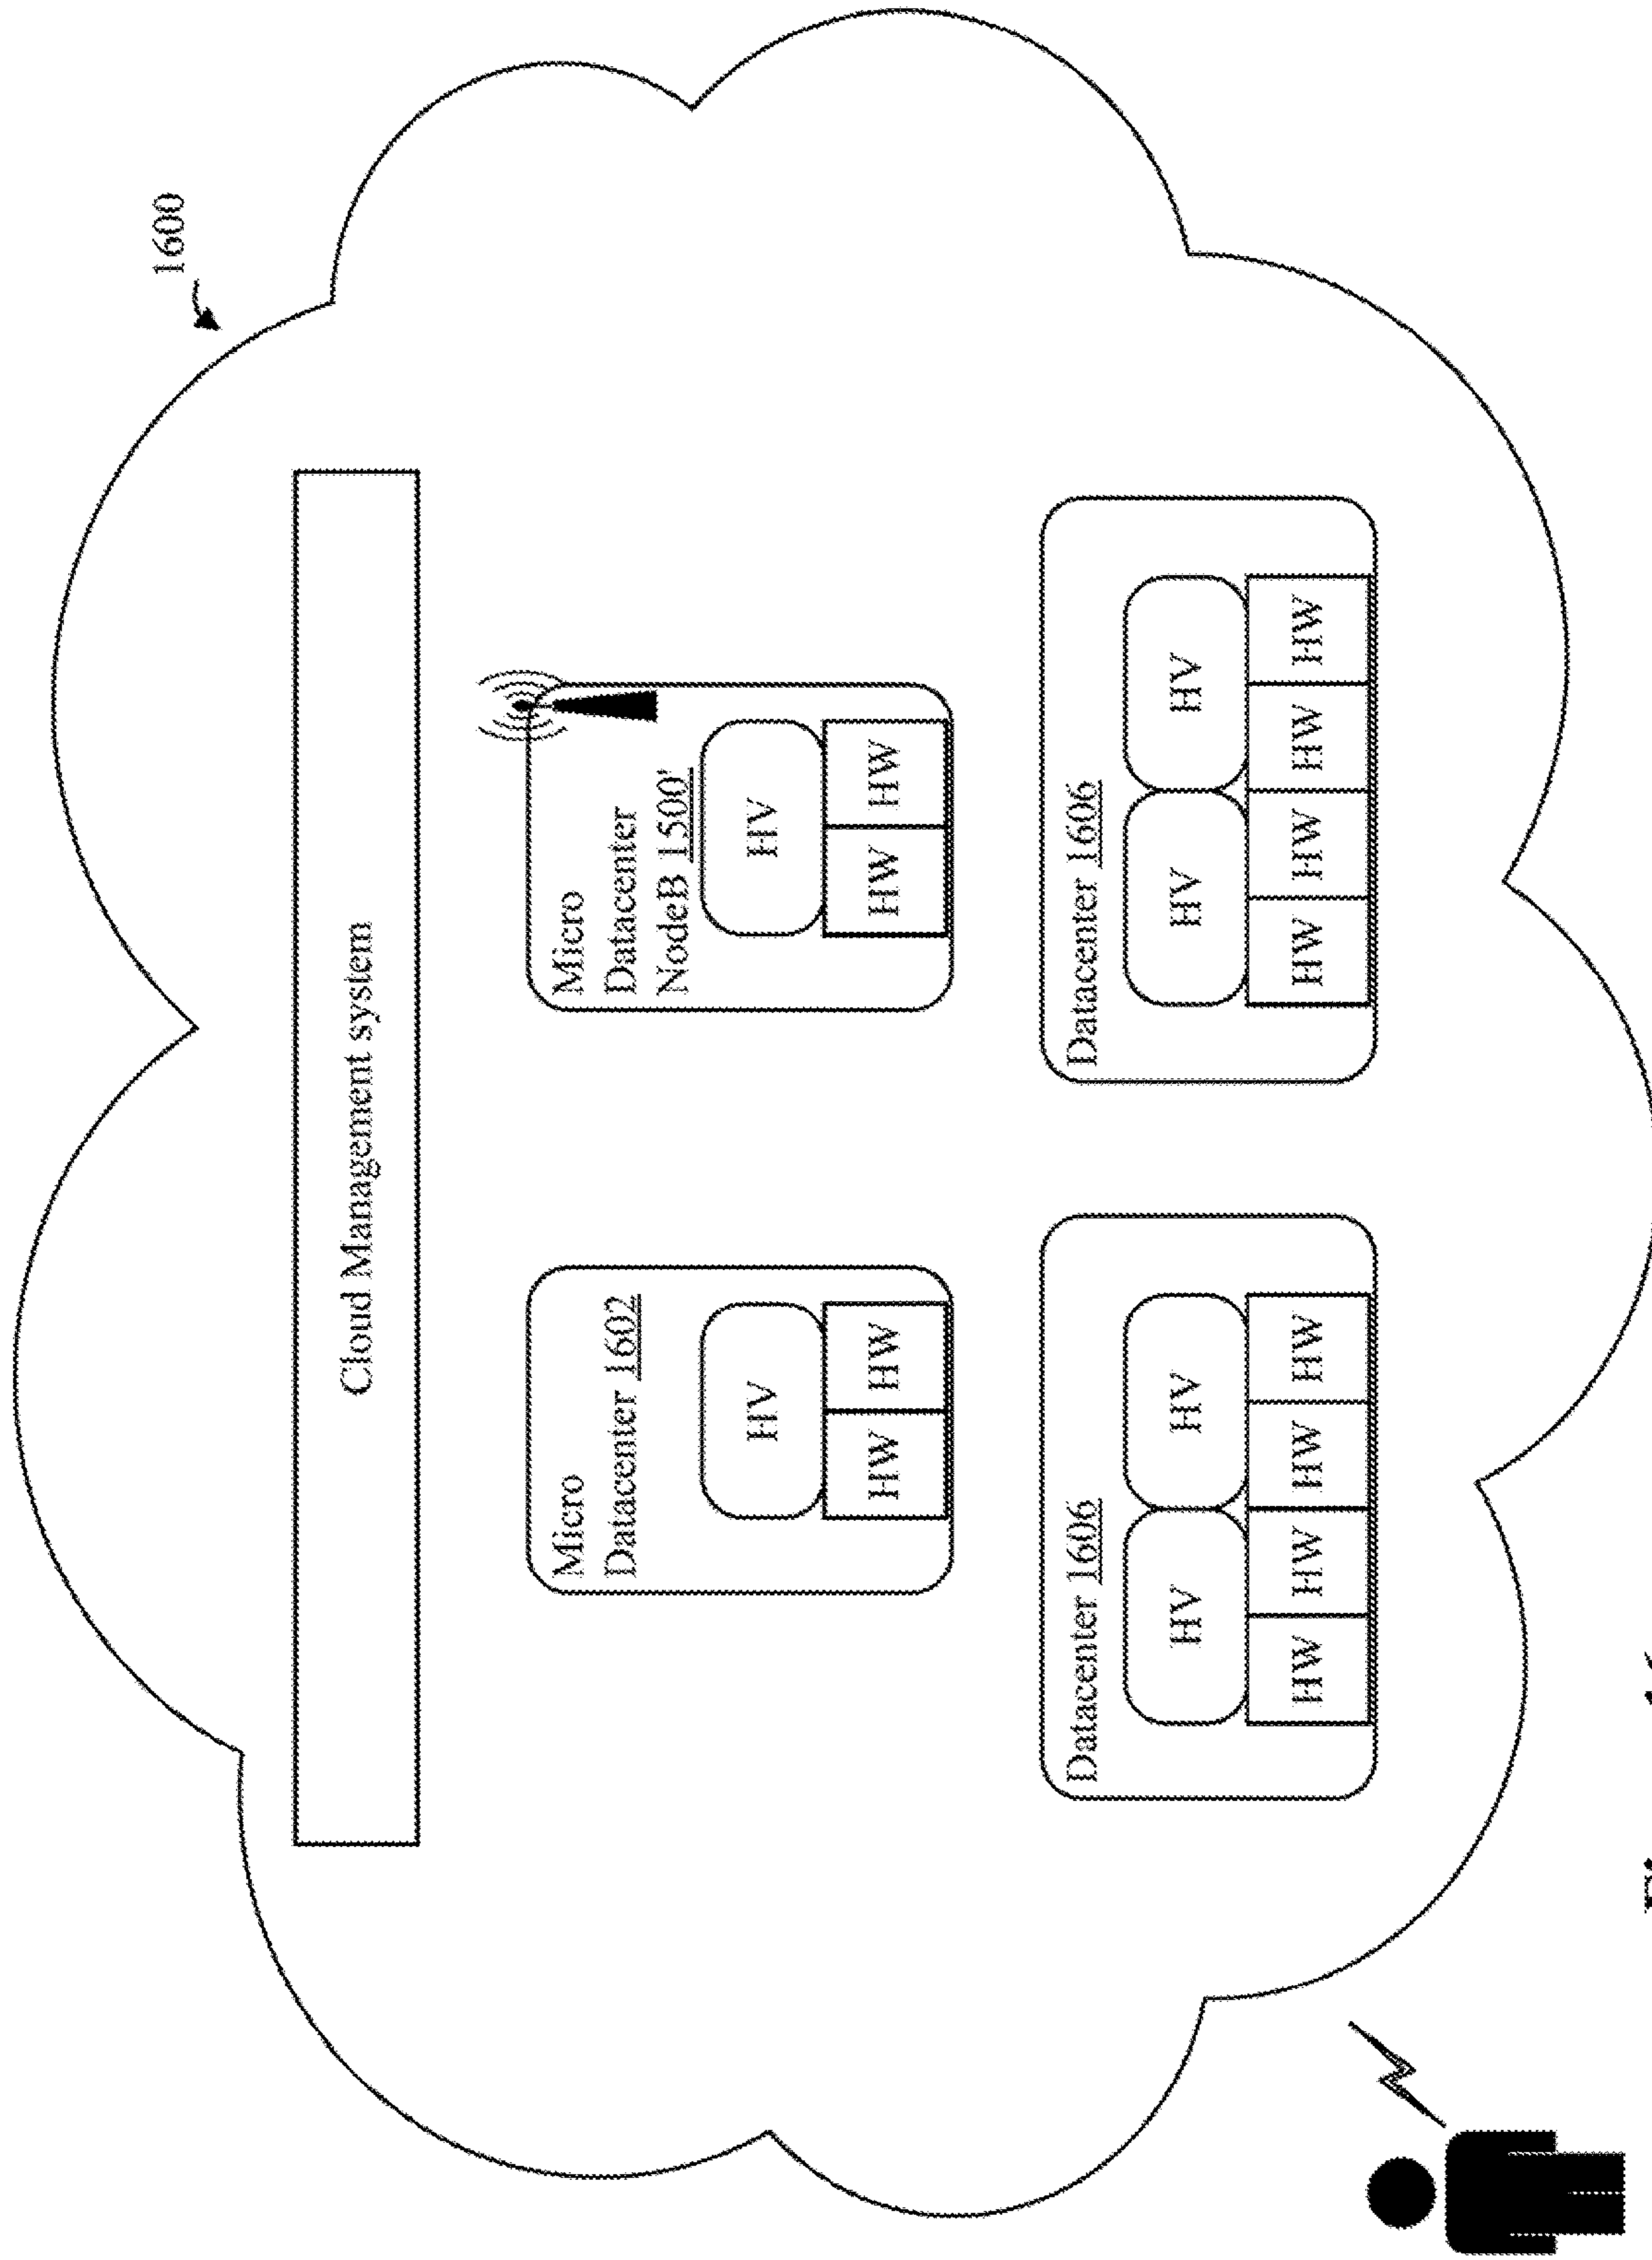 1600
Cloud Management system
Micro
Datacenter 1602
HV
HW HW
Micro
Datacenter
NodeB 1500'
HV
HW HW
Datacenter 1606
HV HV
HW HW HW HW
Datacenter 1606
HV HV
HW HW HW HW